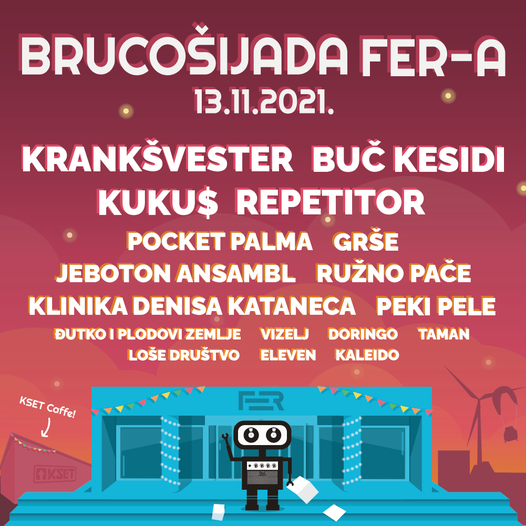 BRUCOŠIJADA FER-A
13.11.2021.
KRANKŠVESTER BUČ KESIDI
KUKU$ REPETITOR
POCKET PALMA GRŠE
JEBOTON ANSAMBL RUŽNO PAČE
KLINIKA DENISA KATANECA PEKI PELE
ĐUTKO I PLODOVI ZEMLJE VIZELJ DORINGO TAMAN
LOŠE DRUŠTVO ELEVEN KALEIDO
FER
KSET Caffe!
KSET